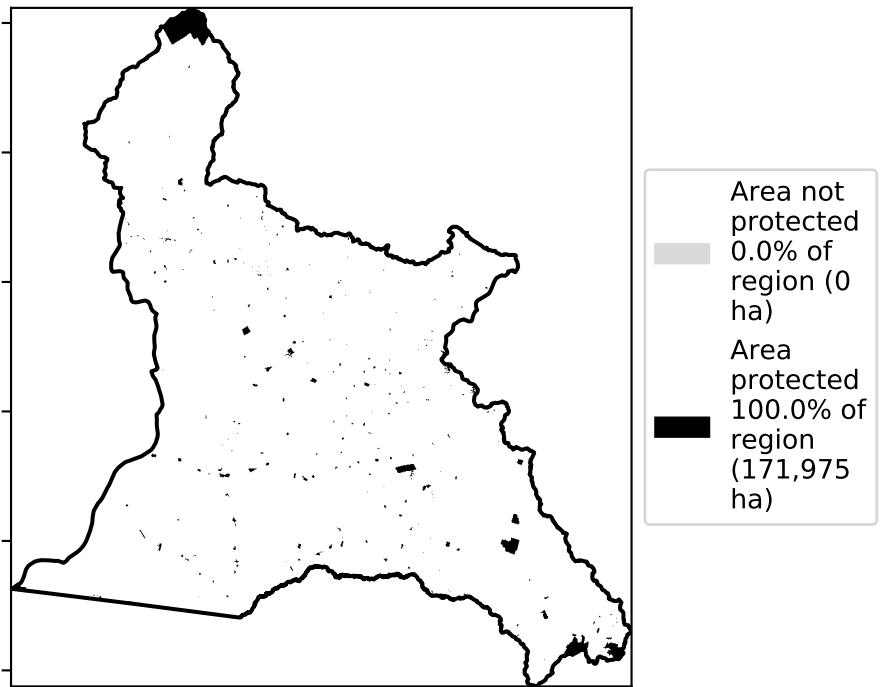 Area not
protected
0.0% of
region (0
ha)
Area
protected
100.0% of
region
(171,975
ha)